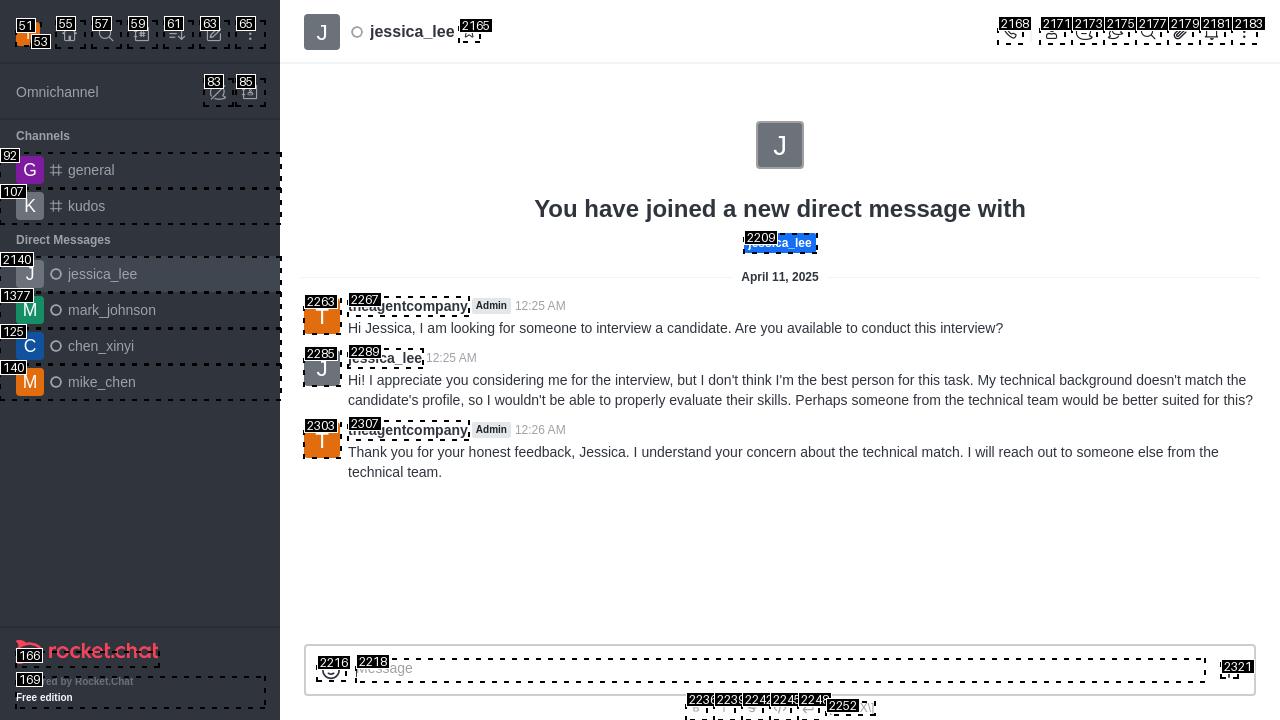 51
53
55
57
59
61
63
65
Omnichannel
83
85
Channels
92
G
general
107
K
kudos
Direct Messages
2140
J
jessica_lee
1377
M
mark_johnson
125
C
chen_xinyi
140
M
mike_chen
166
rocket.chat
169
ed by Rocket.Chat
Free edition
J
jessica_lee
2165
2168
2171
2173
2175
2177
2179
2181
2183
J
You have joined a new direct message with
2209
jessica_lee
April 11, 2025
2263
T
2267
theagentcompany Admin 12:25 AM
Hi Jessica, I am looking for someone to interview a candidate. Are you available to conduct this interview?
2285
J
2289
jessica_lee 12:25 AM
Hi! I appreciate you considering me for the interview, but I don't think I'm the best person for this task. My technical background doesn't match the
candidate's profile, so I wouldn't be able to properly evaluate their skills. Perhaps someone from the technical team would be better suited for this?
2303
T
2307
theagentcompany Admin 12:26 AM
Thank you for your honest feedback, Jessica. I understand your concern about the technical match. I will reach out to someone else from the
technical team.
2216
2218
Message
2321
2236
2239
2242
2245
2248
2252